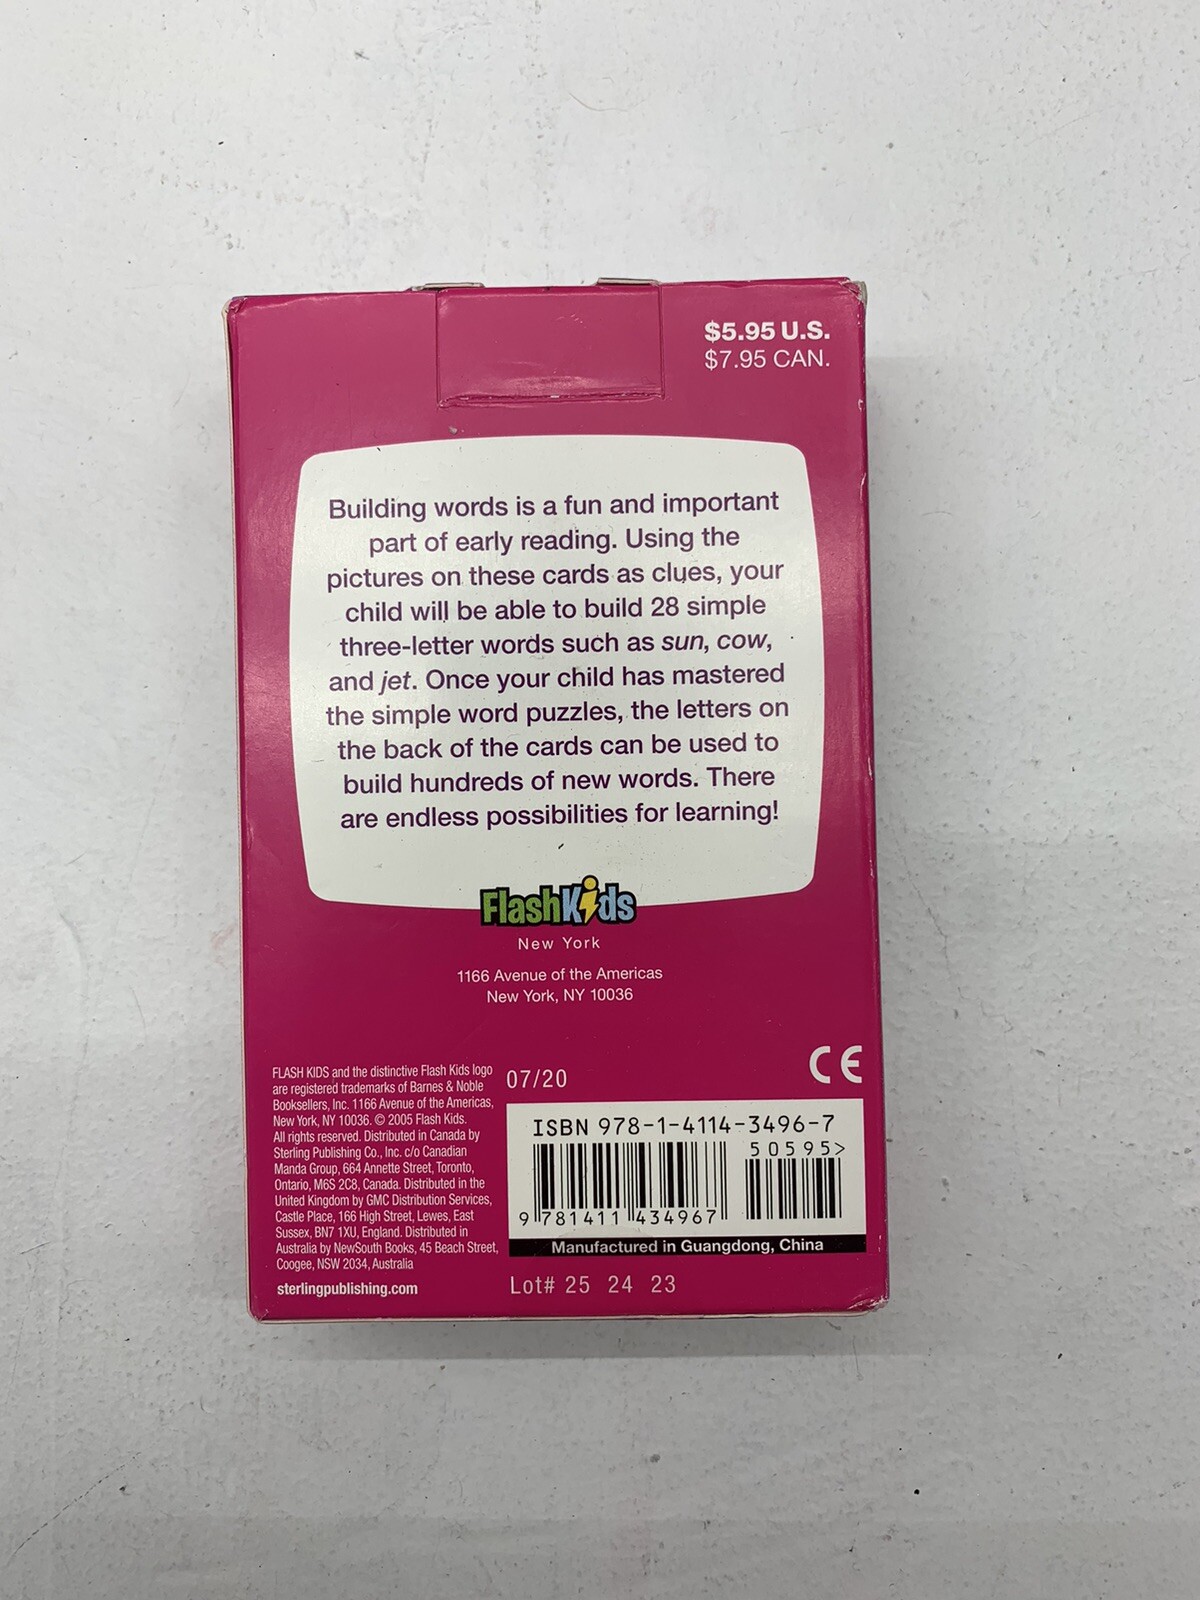 $5.95 U.S.
$7.95 CAN.
Building words is a fun and important
part of early reading. Using the
pictures on these cards as clues, your
child will be able to build 28 simple
three-letter words such as sun, cow,
and jet. Once your child has mastered
the simple word puzzles, the letters on
the back of the cards can be used to
build hundreds of new words. There
are endless possibilities for learning!
FlashKids
New York
1166 Avenue of the Americas
New York, NY 10036
FLASH KIDS and the distinctive Flash Kids logo
are registered trademarks of Barnes & Noble
Booksellers, Inc. 1166 Avenue of the Americas,
New York, NY 10036. © 2005 Flash Kids.
All rights reserved. Distributed in Canada by
Sterling Publishing Co., Inc. c/o Canadian
Manda Group, 664 Annette Street, Toronto,
Ontario, M6S 2C8, Canada. Distributed in the
United Kingdom by GMC Distribution Services,
Castle Place, 166 High Street, Lewes, East
Sussex, BN7 1XU, England. Distributed in
Australia by NewSouth Books, 45 Beach Street,
Coogee, NSW 2034, Australia
sterlingpublishing.com
07/20
CE
ISBN 978-1-4114-3496-7
50595>
9 781411 434967
Manufactured in Guangdong, China
Lot# 25 24 23